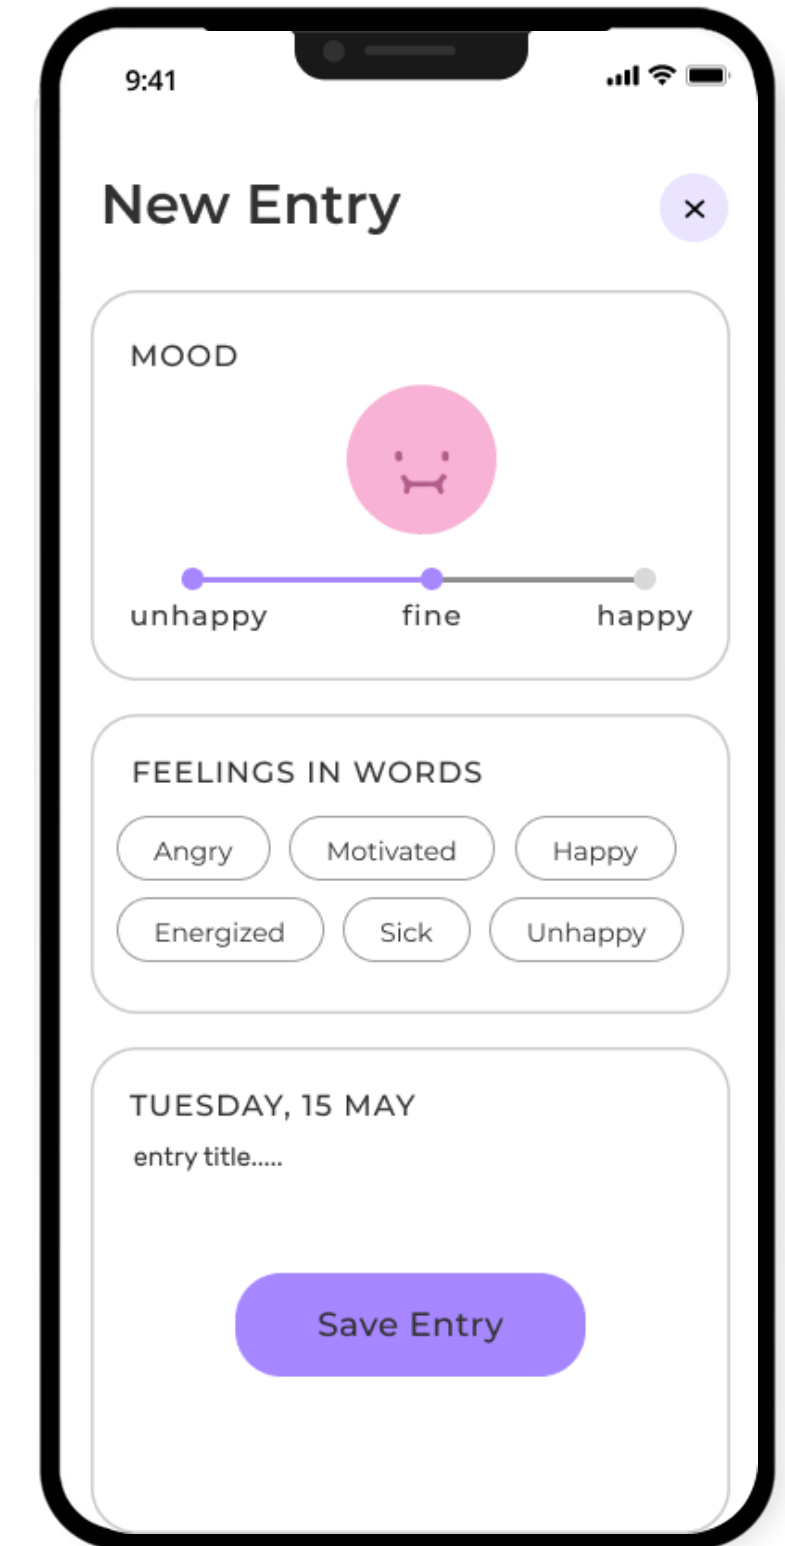 9:41
New Entry
MOOD
unhappy fine happy
FEELINGS IN WORDS
Angry Motivated Happy
Energized Sick Unhappy
TUESDAY, 15 MAY
entry title.....
Save Entry